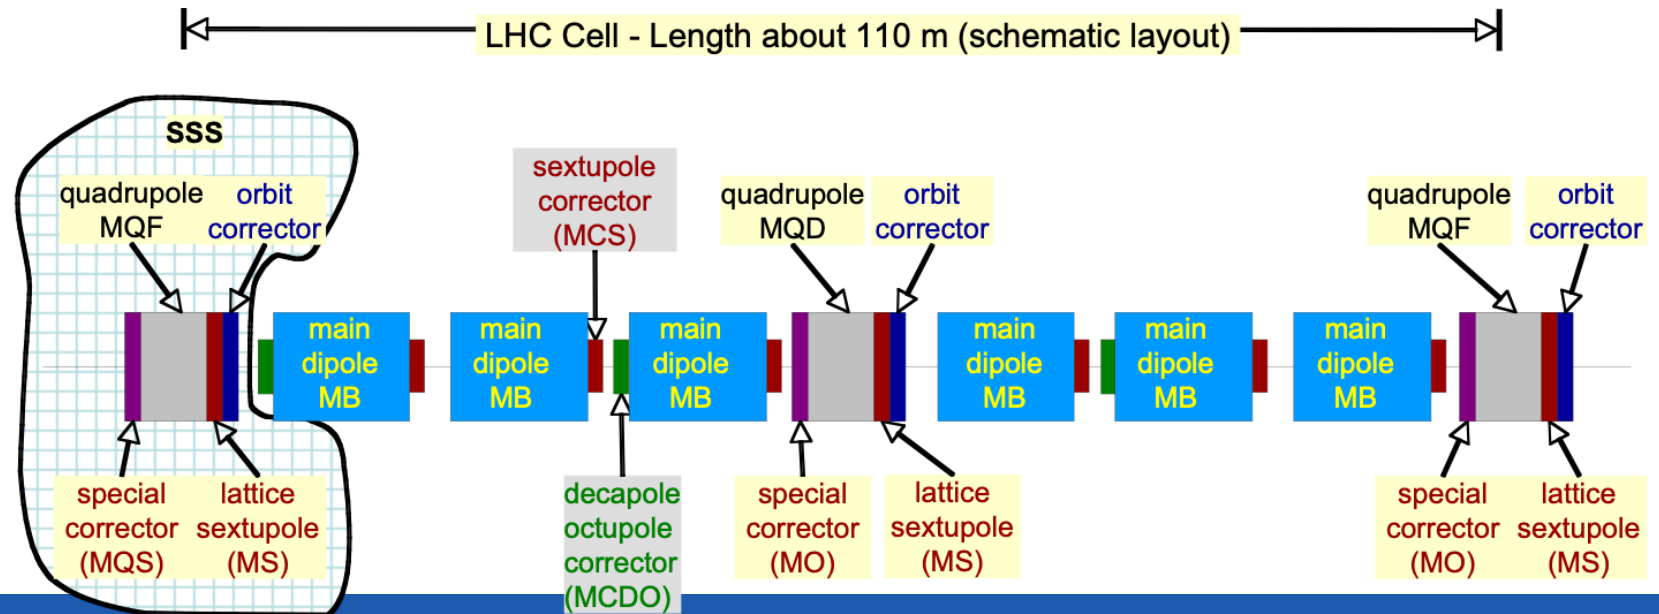 LHC Cell - Length about 110 m (schematic layout)
SSS
quadrupole
MQF
orbit
corrector
sextupole
corrector
(MCS)
quadrupole
MQD
orbit
corrector
quadrupole
MQF
orbit
corrector
main
dipole
MB
main
dipole
MB
main
dipole
MB
main
dipole
MB
main
dipole
MB
main
dipole
MB
special
corrector
(MQS)
lattice
sextupole
(MS)
decapole
octupole
corrector
(MCDO)
special
corrector
(MO)
lattice
sextupole
(MS)
special
corrector
(MO)
lattice
sextupole
(MS)